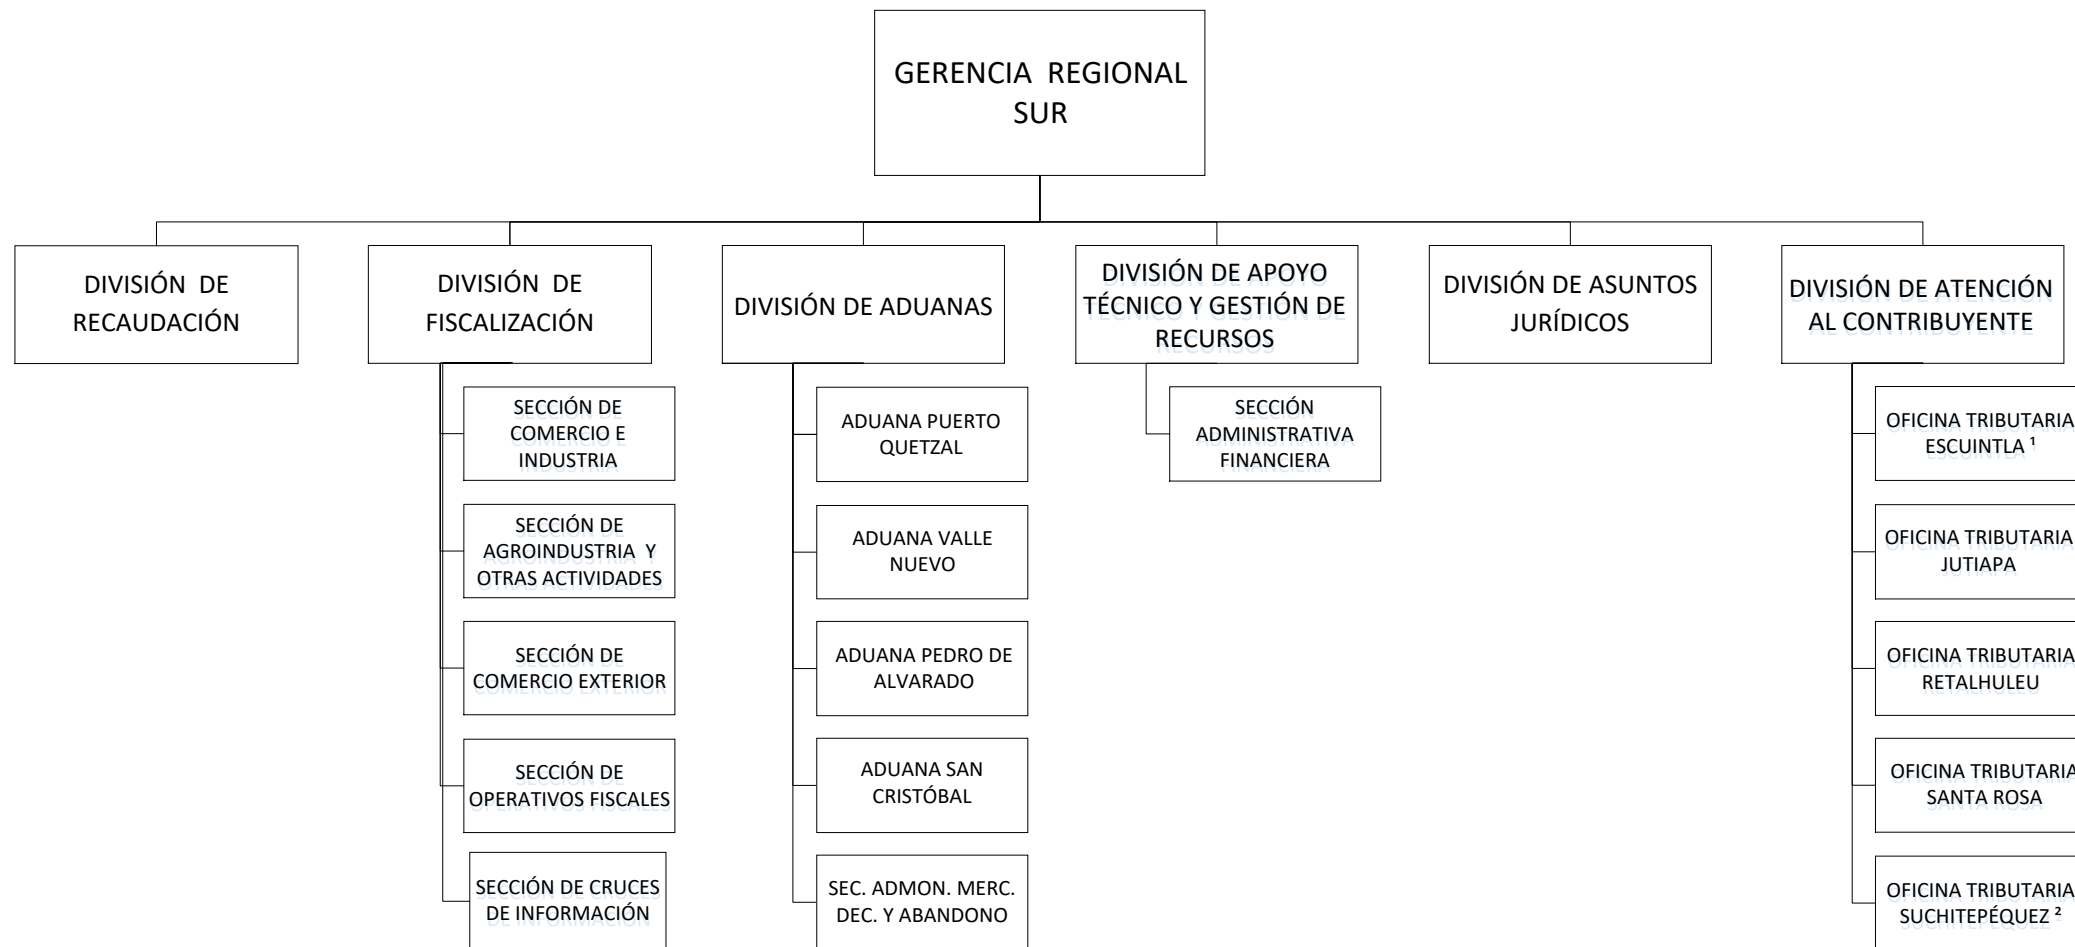 GERENCIA REGIONAL
SUR
DIVISIÓN DE
RECAUDACIÓN
DIVISIÓN DE
FISCALIZACIÓN
DIVISIÓN DE ADUANAS
DIVISIÓN DE APOYO
TÉCNICO Y GESTIÓN DE
RECURSOS
DIVISIÓN DE ASUNTOS
JURÍDICOS
DIVISIÓN DE ATENCIÓN
AL CONTRIBUYENTE
SECCIÓN DE
COMERCIO E
INDUSTRIA
SECCIÓN DE
AGROINDUSTRIA Y
OTRAS ACTIVIDADES
SECCIÓN DE
COMERCIO EXTERIOR
SECCIÓN DE
OPERATIVOS FISCALES
SECCIÓN DE CRUCES
DE INFORMACIÓN
ADUANA PUERTO
QUETZAL
ADUANA VALLE
NUEVO
ADUANA PEDRO DE
ALVARADO
ADUANA SAN
CRISTÓBAL
SEC. ADMON. MERC.
DEC. Y ABANDONO
SECCIÓN
ADMINISTRATIVA
FINANCIERA
OFICINA TRIBUTARIA
ESCUINTLA ¹
OFICINA TRIBUTARIA
JUTIAPA
OFICINA TRIBUTARIA
RETALHULEU
OFICINA TRIBUTARIA
SANTA ROSA
OFICINA TRIBUTARIA
SUCHITEPÉQUEZ ²